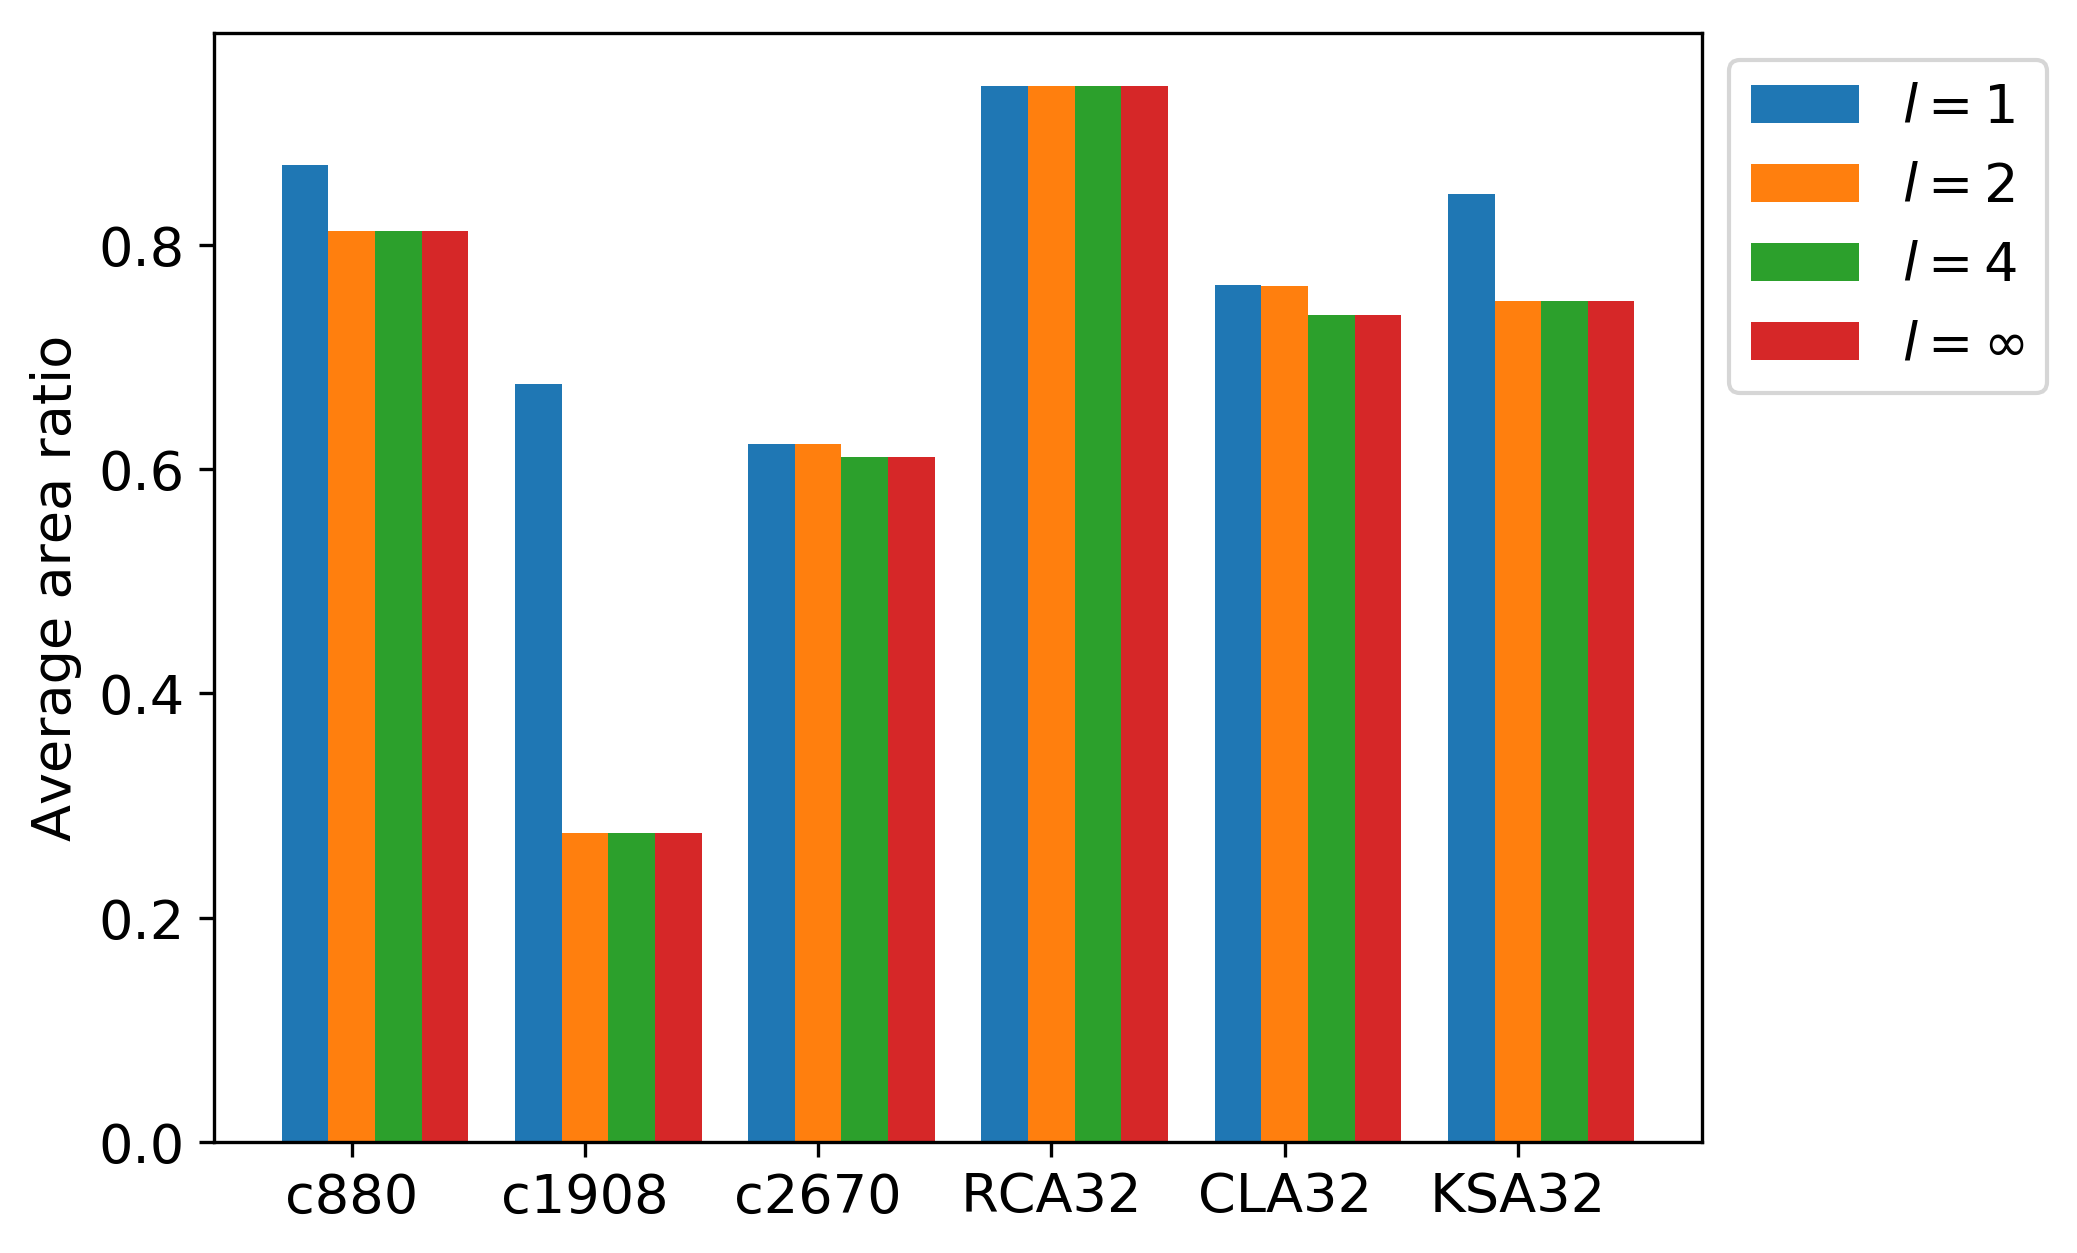 Average area ratio
0.8
0.6
0.4
0.2
0.0
c880 c1908 c2670 RCA32 CLA32 KSA32
l = 1
l = 2
l = 4
l = ∞